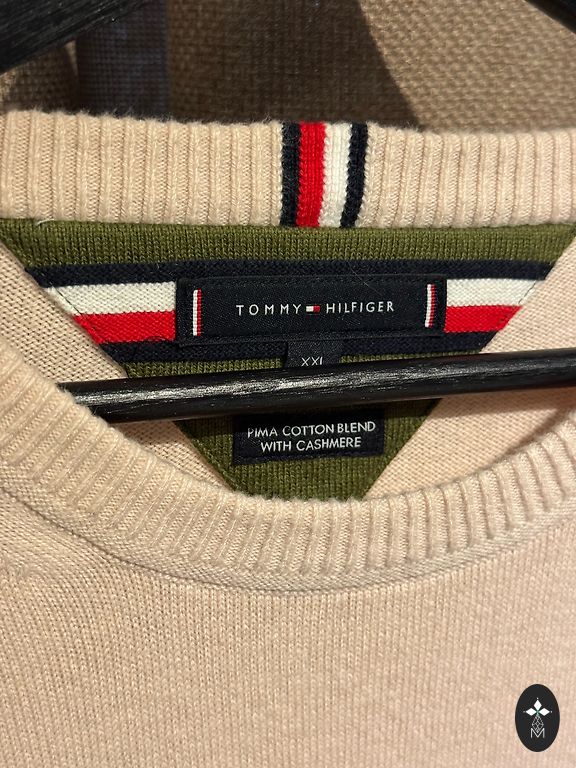 TOMMY HILFIGER
XXL
PIMA COTTON BLEND
WITH CASHMERE
M